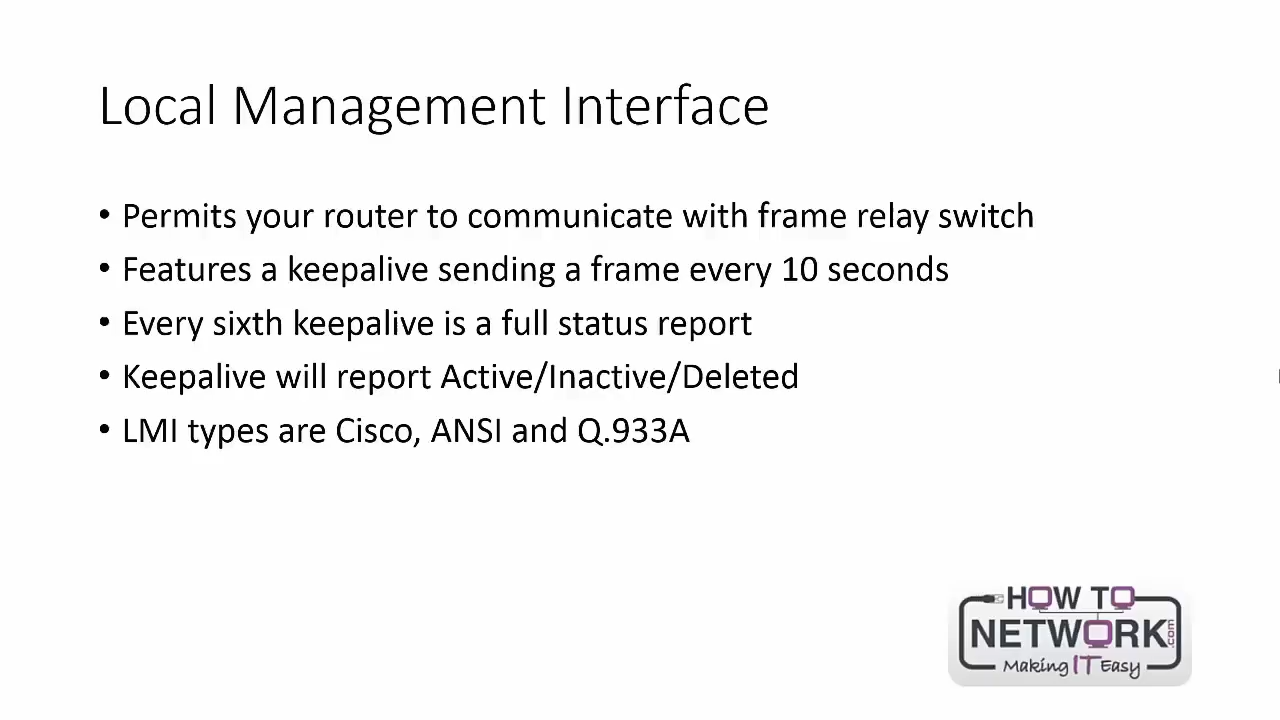 Local Management Interface
• Permits your router to communicate with frame relay switch
• Features a keepalive sending a frame every 10 seconds
• Every sixth keepalive is a full status report
• Keepalive will report Active/Inactive/Deleted
• LMI types are Cisco, ANSI and Q.933A
HOW TO
NETWORK.com
Making IT Easy